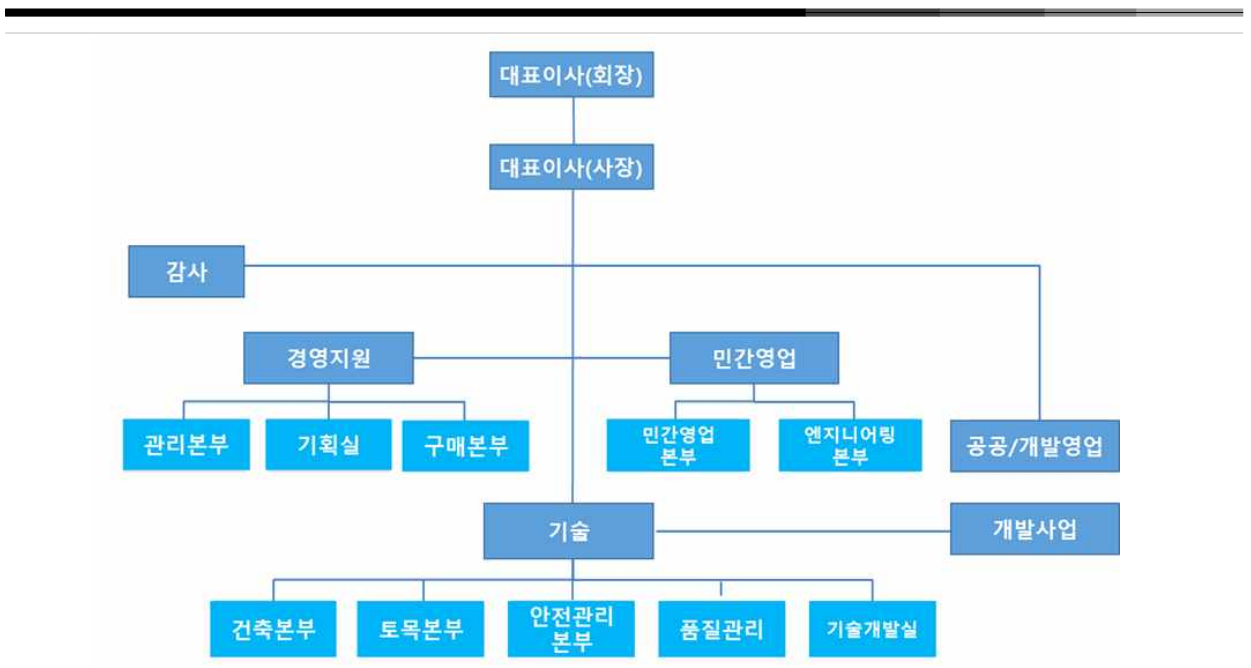 대표이사(회장)
대표이사(사장)
감사
경영지원
민간영업
관리본부
기획실
구매본부
민간영업
본부
엔지니어링
본부
공공/개발영업
기술
개발사업
건축본부
토목본부
안전관리
본부
품질관리
기술개발실